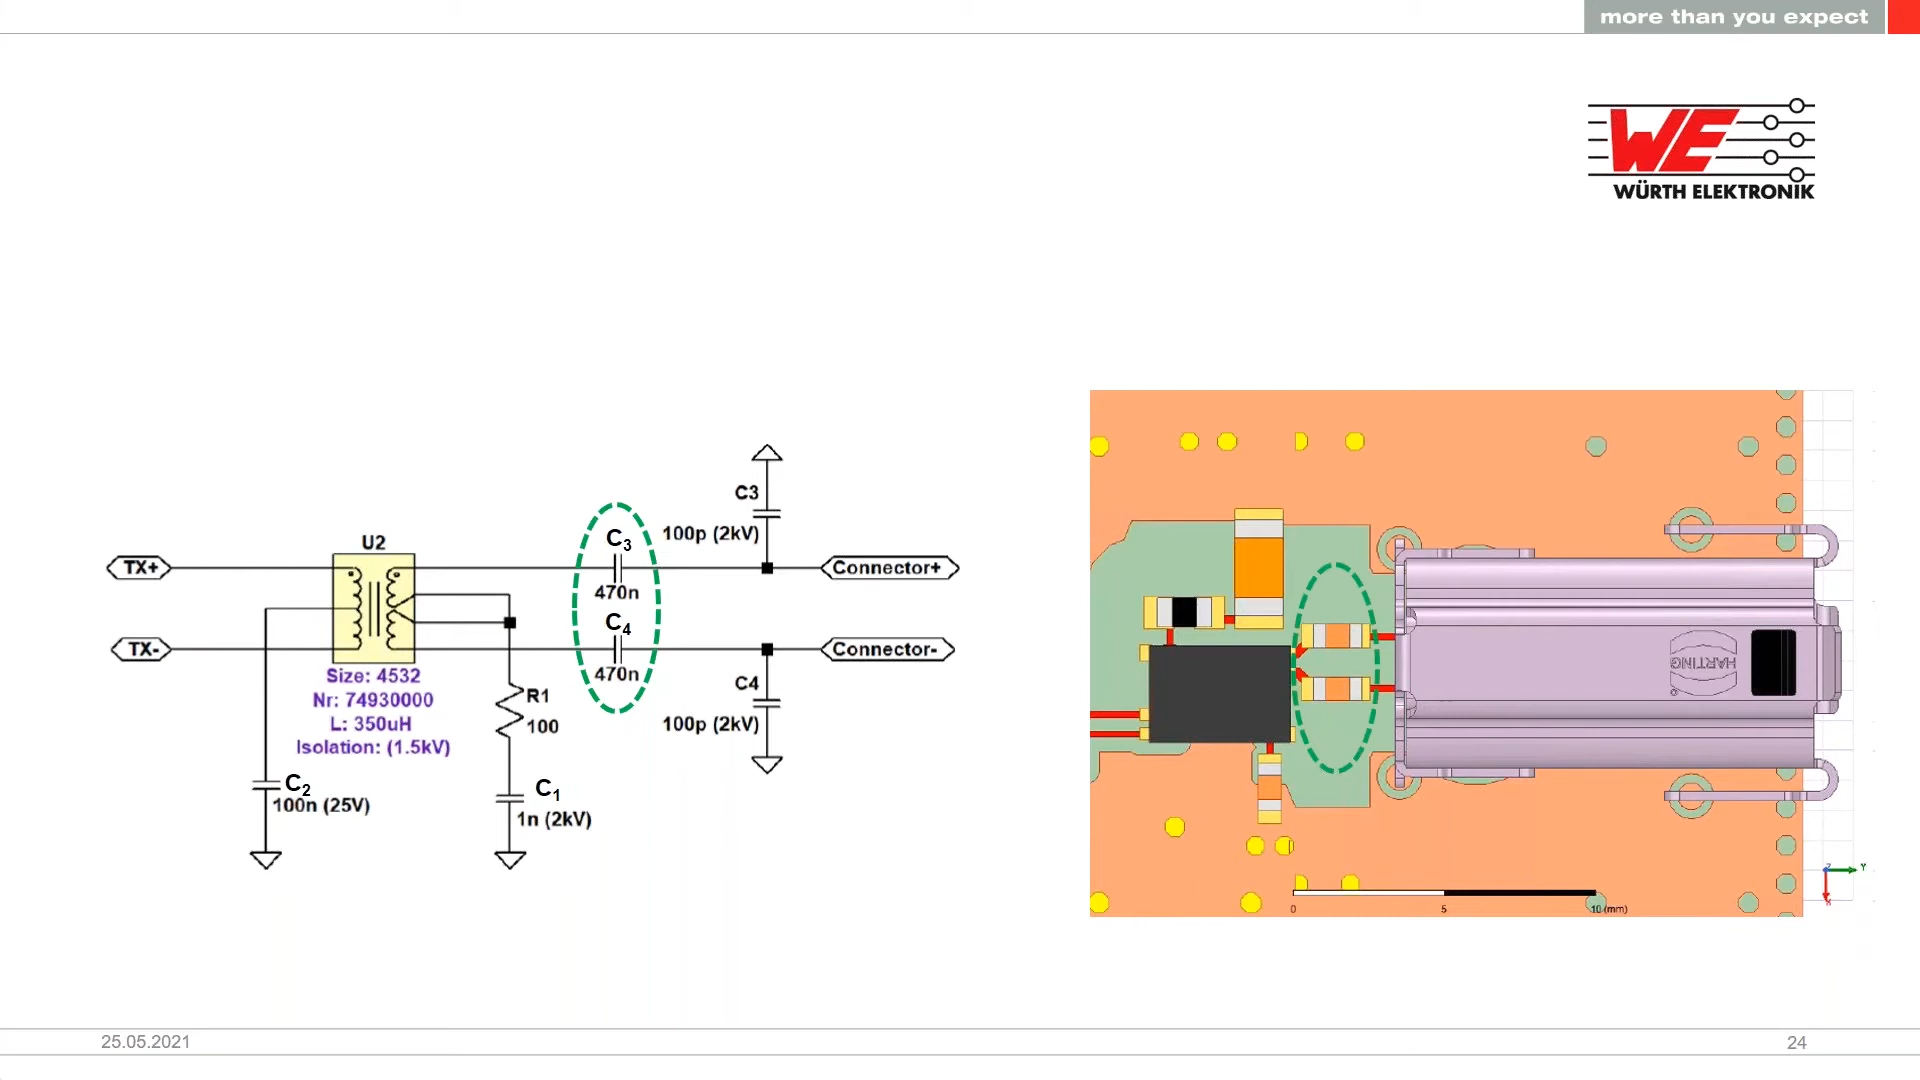 more than you expect
WE
WÜRTH ELEKTRONIK
C3
100p (2kV)
U2
C3
TX+
Connector+
470n
C4
TX-
Connector-
470n
Size: 4532
Nr: 74930000
L: 350uH
Isolation: (1.5kV)
R1
100
C4
100p (2kV)
C2
100n (25V)
C1
1n (2kV)
HARTING
0 5 10 (mm)
Z
Y
X
25.05.2021
24